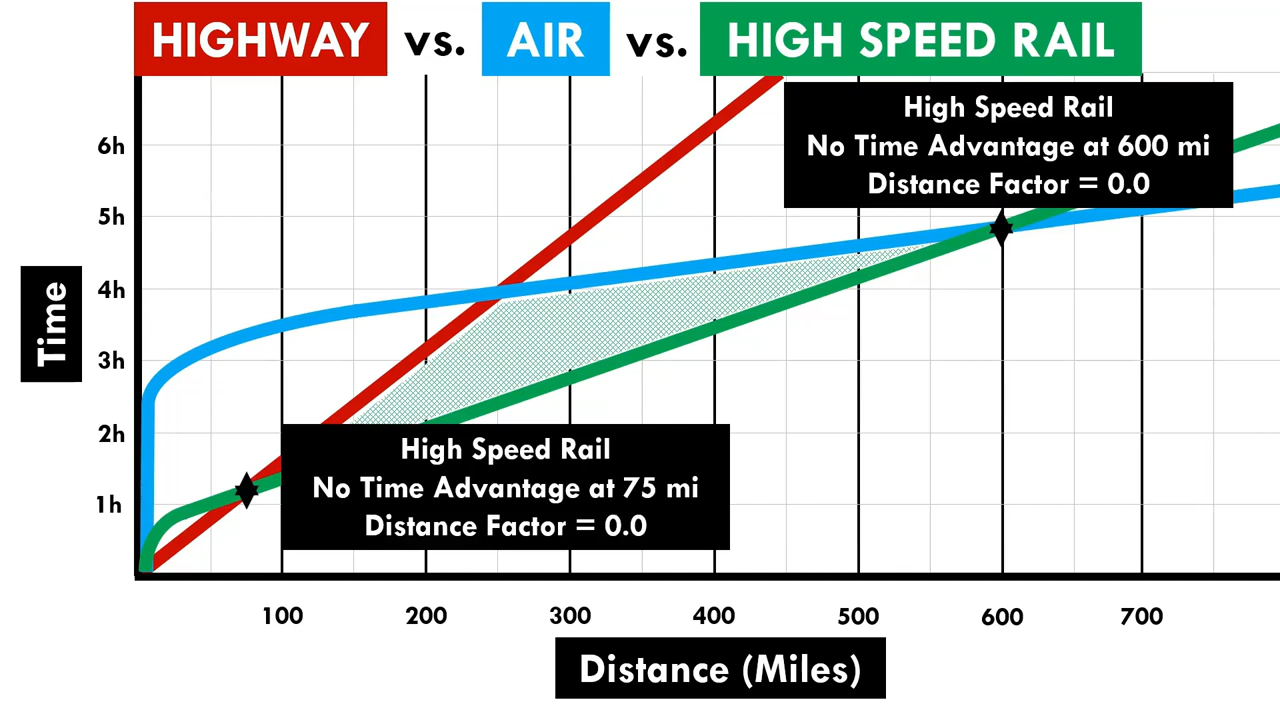 HIGHWAY vs. AIR vs. HIGH SPEED RAIL
High Speed Rail
No Time Advantage at 600 mi
Distance Factor = 0.0
6h
5h
4h
3h
2h
1h
Time
High Speed Rail
No Time Advantage at 75 mi
Distance Factor = 0.0
100 200 300 400 500 600 700
Distance (Miles)